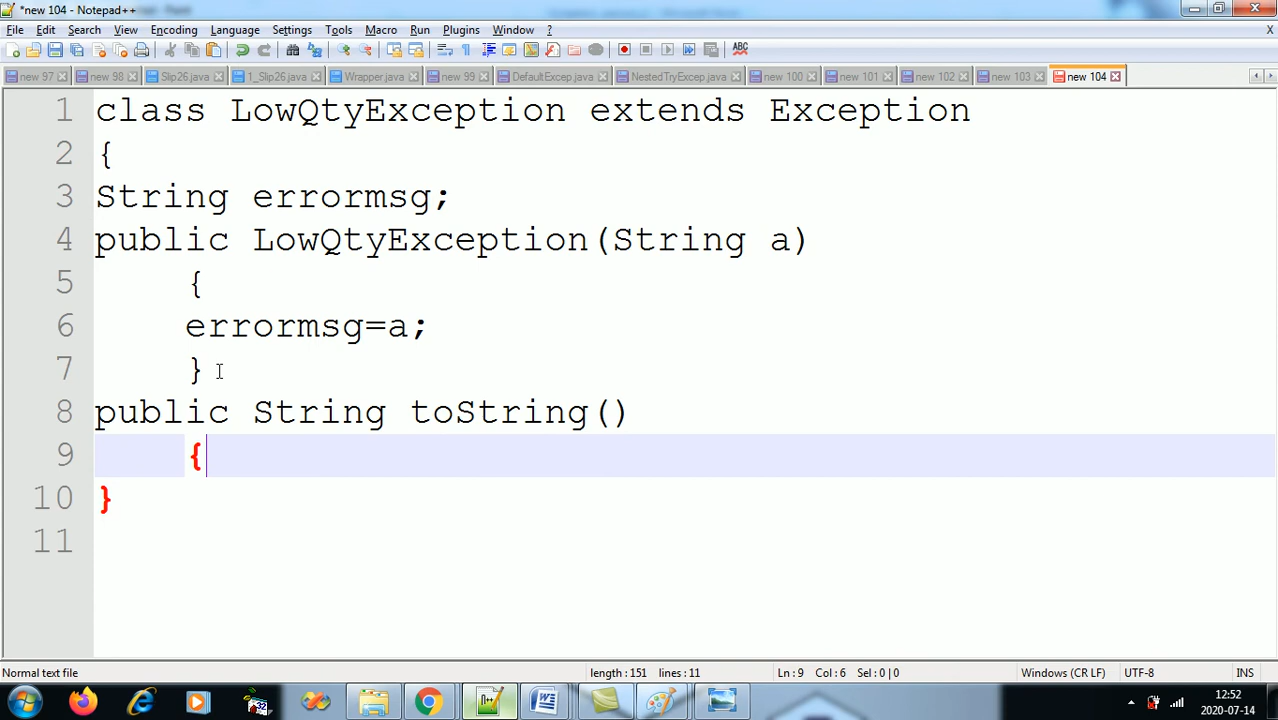 *new 104 - Notepad++
File Edit Search View Encoding Language Settings Tools Macro Run Plugins Window ?
X
ABC
new 97 new 98 Slip26.java 1_Slip26.java Wrapper.java new 99 DefaultExcep.java NestedTryExcep.java new 100 new 101 new 102 new 103 new 104
1 class LowQtyException extends Exception
2 {
3 String errormsg;
4 public LowQtyException(String a)
5 {
6 errormsg=a;
7 }
8 public String toString()
9 {
10 }
11
Normal text file length : 151 lines : 11 Ln : 9 Col : 6 Sel : 0 | 0 Windows (CR LF) UTF-8 INS
12:52
2020-07-14